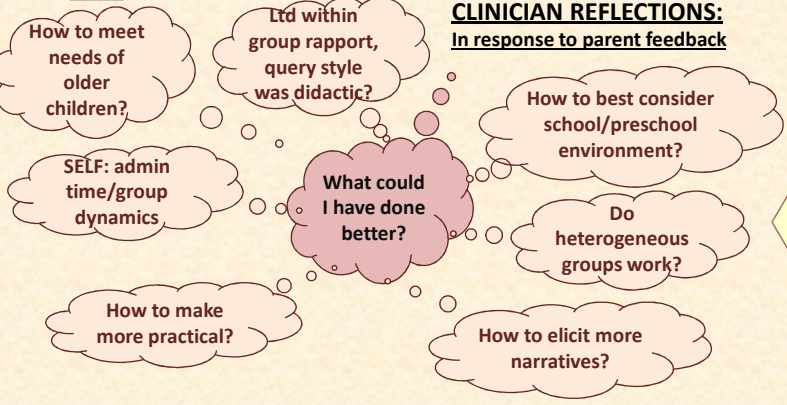 CLINICIAN REFLECTIONS:
In response to parent feedback
How to meet
needs of
older
children?
Ltd within
group rapport,
query style
was didactic?
How to best consider
school/preschool
environment?
SELF: admin
time/group
dynamics
What could
I have done
better?
Do
heterogeneous
groups work?
How to make
more practical?
How to elicit more
narratives?